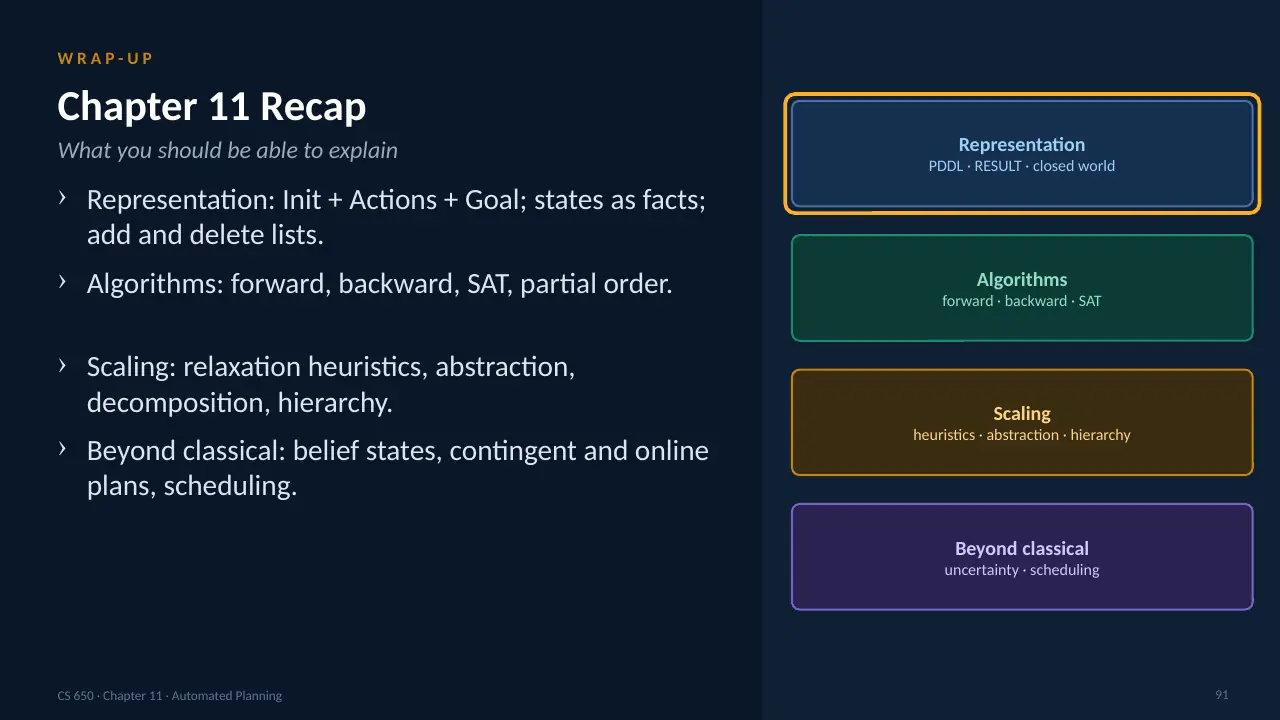 WRAP-UP
Chapter 11 Recap
What you should be able to explain
› Representation: Init + Actions + Goal; states as facts;
add and delete lists.
› Algorithms: forward, backward, SAT, partial order.
› Scaling: relaxation heuristics, abstraction,
decomposition, hierarchy.
› Beyond classical: belief states, contingent and online
plans, scheduling.
Representation
PDDL · RESULT · closed world
Algorithms
forward · backward · SAT
Scaling
heuristics · abstraction · hierarchy
Beyond classical
uncertainty · scheduling
CS 650 · Chapter 11 · Automated Planning
91